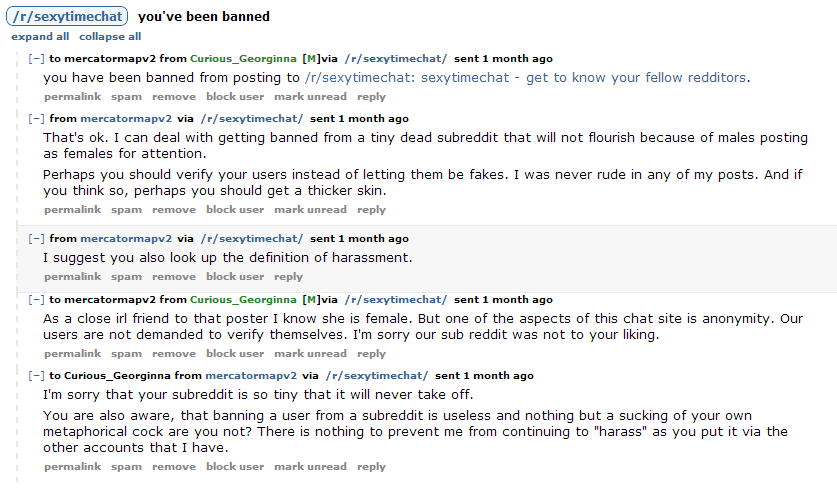 /r/sexytimechat you've been banned
expand all collapse all
[−] to mercatormapv2 from Curious_Georginna [M]via /r/sexytimechat/ sent 1 month ago
you have been banned from posting to /r/sexytimechat: sexytimechat - get to know your fellow redditors.
permalink spam remove block user mark unread reply
[−] from mercatormapv2 via /r/sexytimechat/ sent 1 month ago
That's ok. I can deal with getting banned from a tiny dead subreddit that will not flourish because of males posting
as females for attention.
Perhaps you should verify your users instead of letting them be fakes. I was never rude in any of my posts. And if
you think so, perhaps you should get a thicker skin.
permalink spam remove block user mark unread reply
[−] from mercatormapv2 via /r/sexytimechat/ sent 1 month ago
I suggest you also look up the definition of harassment.
permalink spam remove block user reply
[−] to mercatormapv2 from Curious_Georginna [M]via /r/sexytimechat/ sent 1 month ago
As a close irl friend to that poster I know she is female. But one of the aspects of this chat site is anonymity. Our
users are not demanded to verify themselves. I'm sorry our sub reddit was not to your liking.
permalink spam remove block user mark unread reply
[−] to Curious_Georginna from mercatormapv2 via /r/sexytimechat/ sent 1 month ago
I'm sorry that your subreddit is so tiny that it will never take off.
You are also aware, that banning a user from a subreddit is useless and nothing but a sucking of your own
metaphorical cock are you not? There is nothing to prevent me from continuing to "harass" as you put it via the
other accounts that I have.
permalink spam remove block user mark unread reply